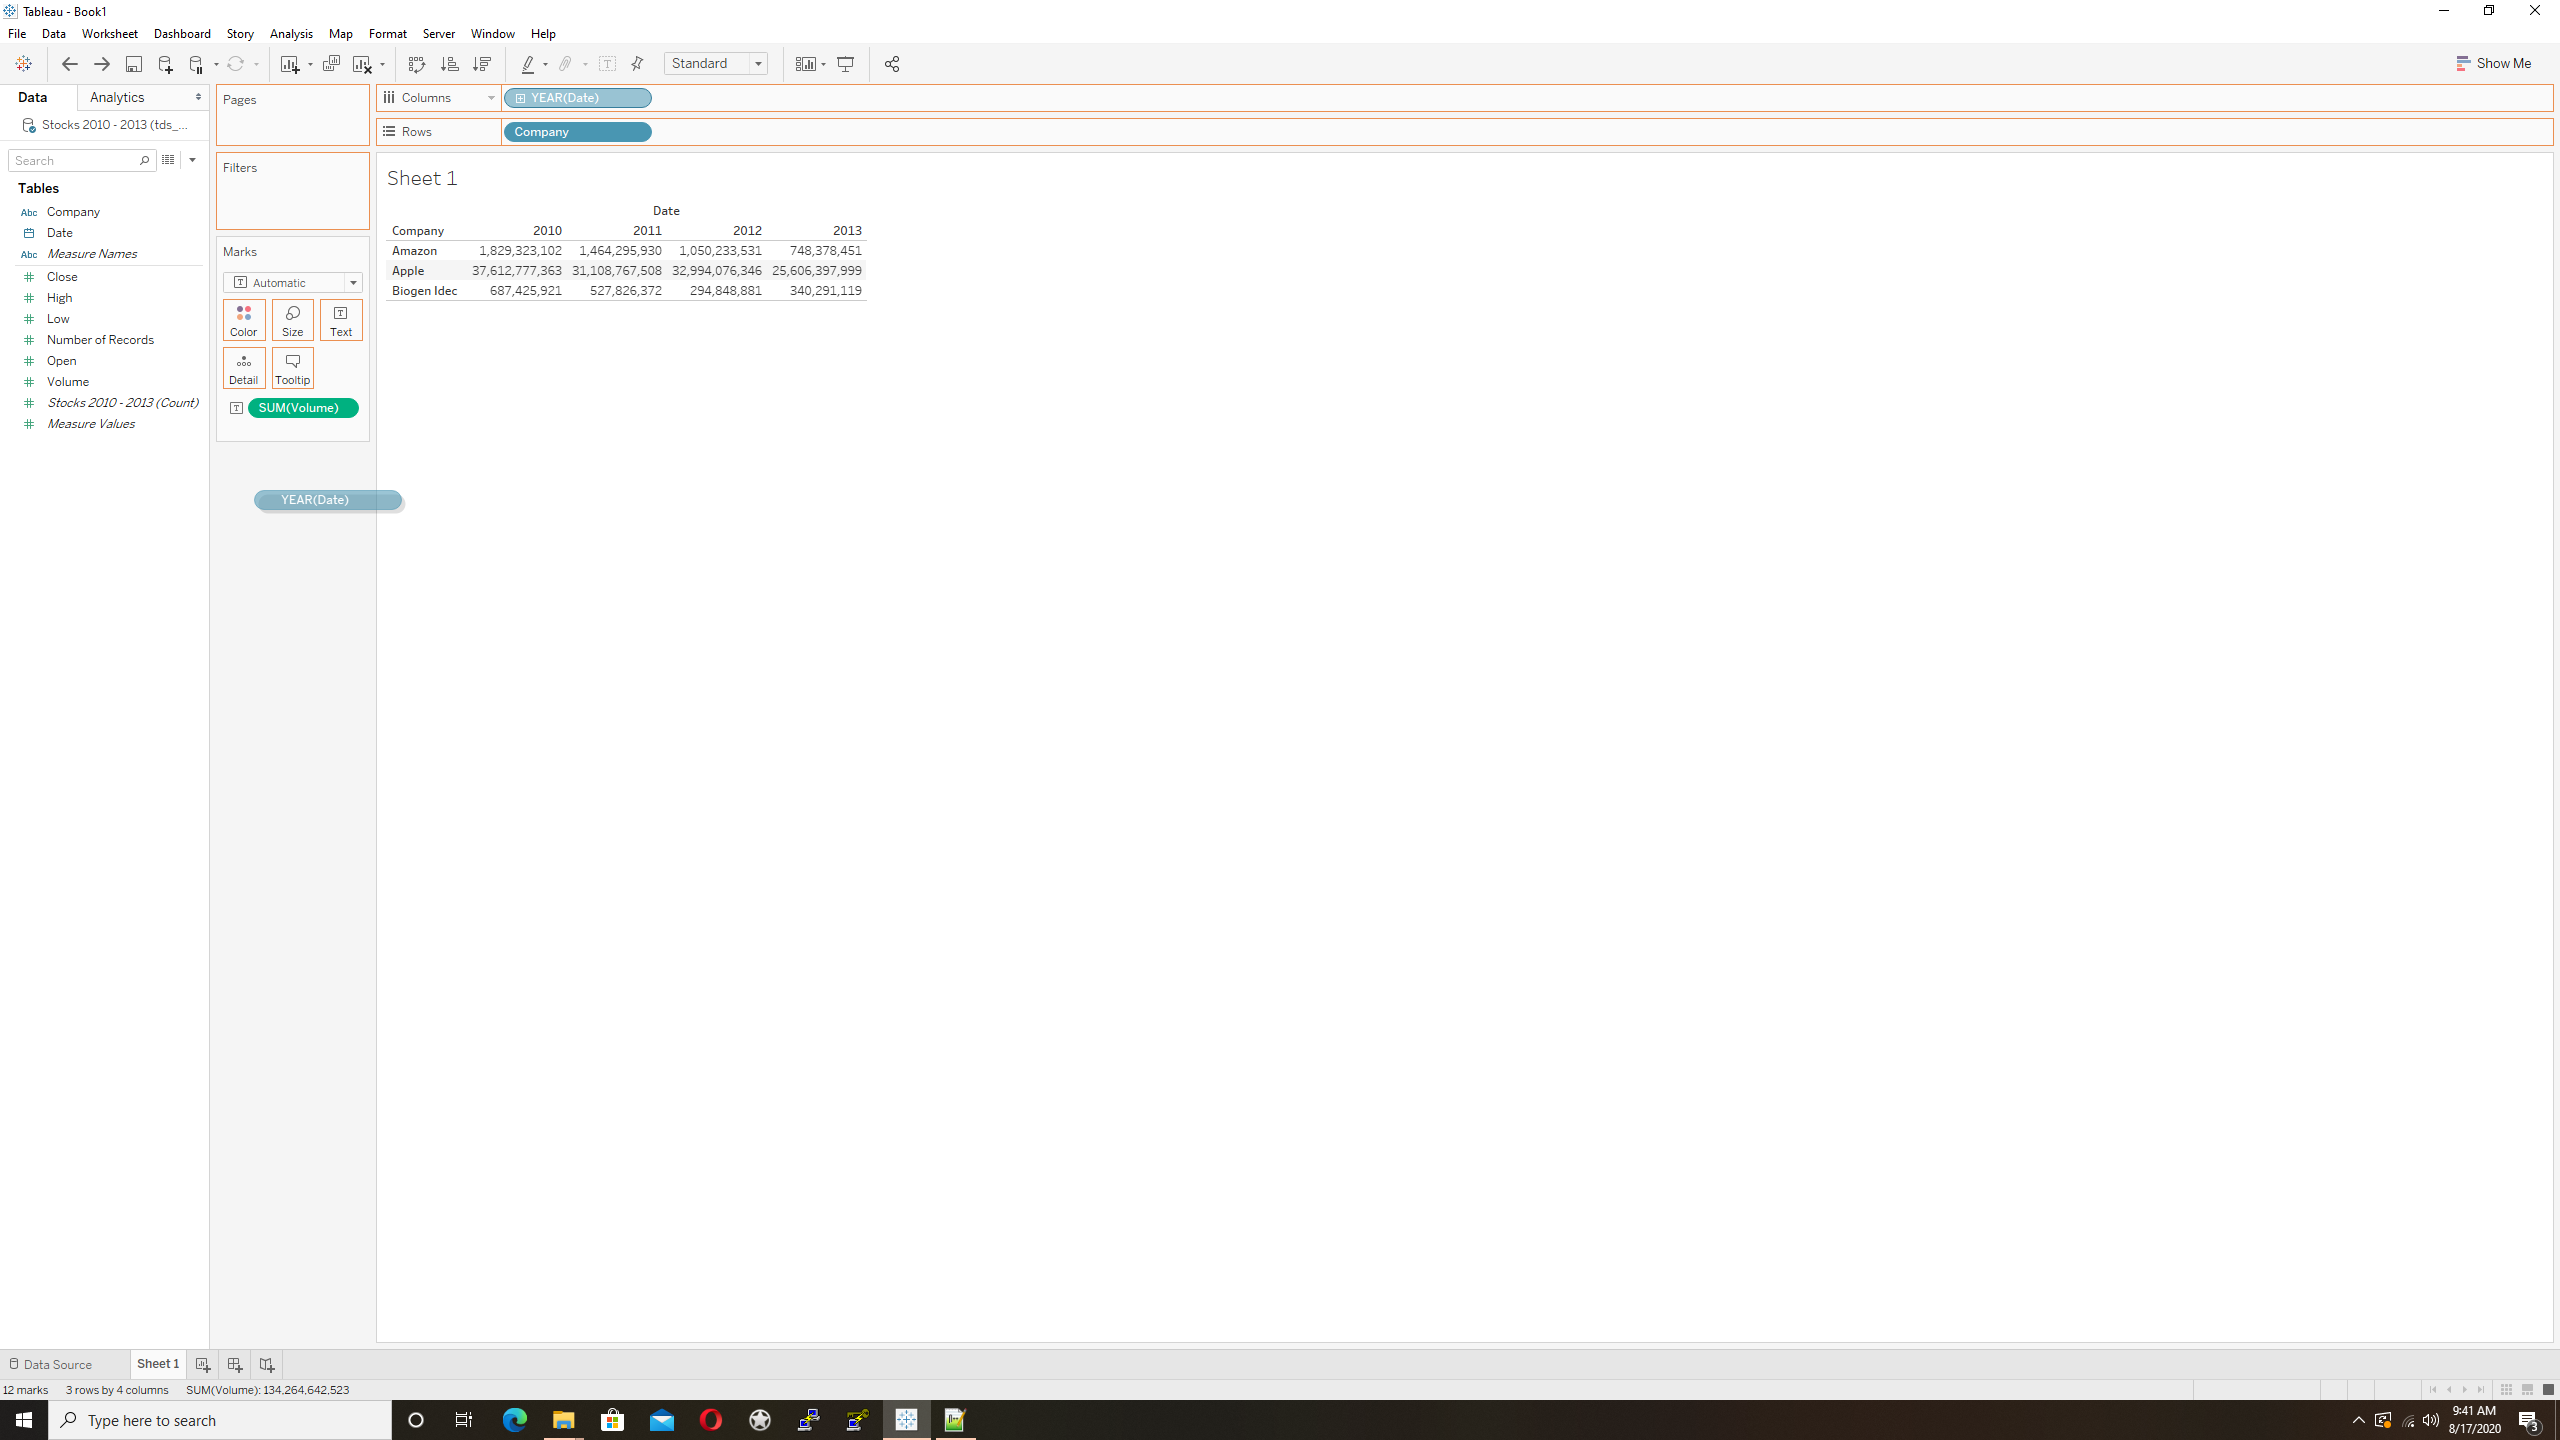 Tableau - Book1
File Data Worksheet Dashboard Story Analysis Map Format Server Window Help
Standard
Show Me
Data Analytics
Pages
Columns YEAR(Date)
Stocks 2010 - 2013 (tds_...
Rows Company
Search
Filters
Sheet 1
Tables
Abc Company
Date
Abc Measure Names
Close
High
Low
Number of Records
Open
Volume
Stocks 2010 - 2013 (Count)
Measure Values
Marks
Automatic
Color Size Text
Detail Tooltip
SUM(Volume)
YEAR(Date)
Date
Company 2010 2011 2012 2013
Amazon 1,829,323,102 1,464,295,930 1,050,233,531 748,378,451
Apple 37,612,777,363 31,108,767,508 32,994,076,346 25,606,397,999
Biogen Idec 687,425,921 527,826,372 294,848,881 340,291,119
Data Source Sheet 1
12 marks 3 rows by 4 columns SUM(Volume): 134,264,642,523
Type here to search
9:41 AM
8/17/2020
3